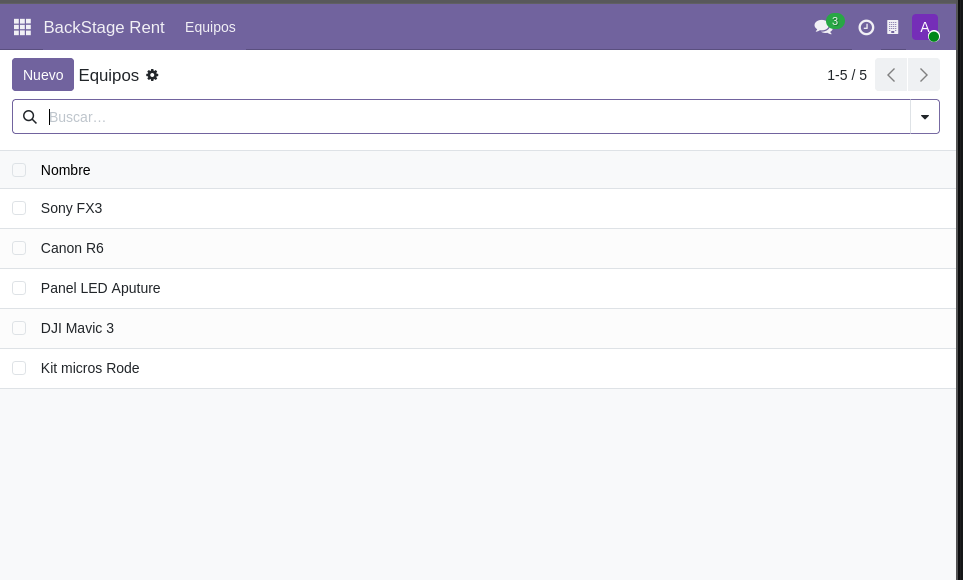 BackStage Rent Equipos 3 A
Nuevo Equipos 1-5 / 5
Buscar...
Nombre
Sony FX3
Canon R6
Panel LED Aputure
DJI Mavic 3
Kit micros Rode